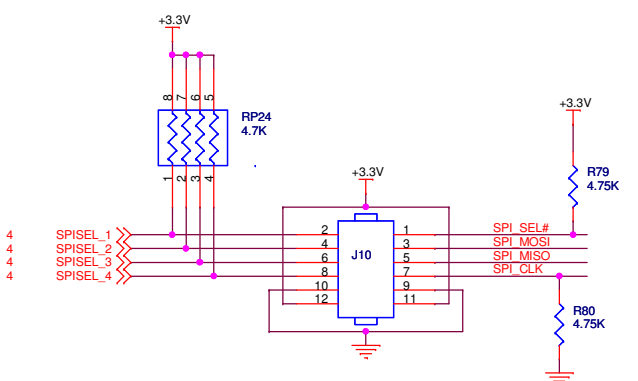 +3.3V
8 7 6 5
RP24
4.7K
1 2 3 4
+3.3V
R79
4.75K
+3.3V
4 SPISEL_1 2 1 SPI_SEL#
4 SPISEL_2 4 3 SPI_MOSI
4 SPISEL_3 6 J10 5 SPI_MISO
4 SPISEL_4 8 7 SPI_CLK
10 9
12 11
R80
4.75K